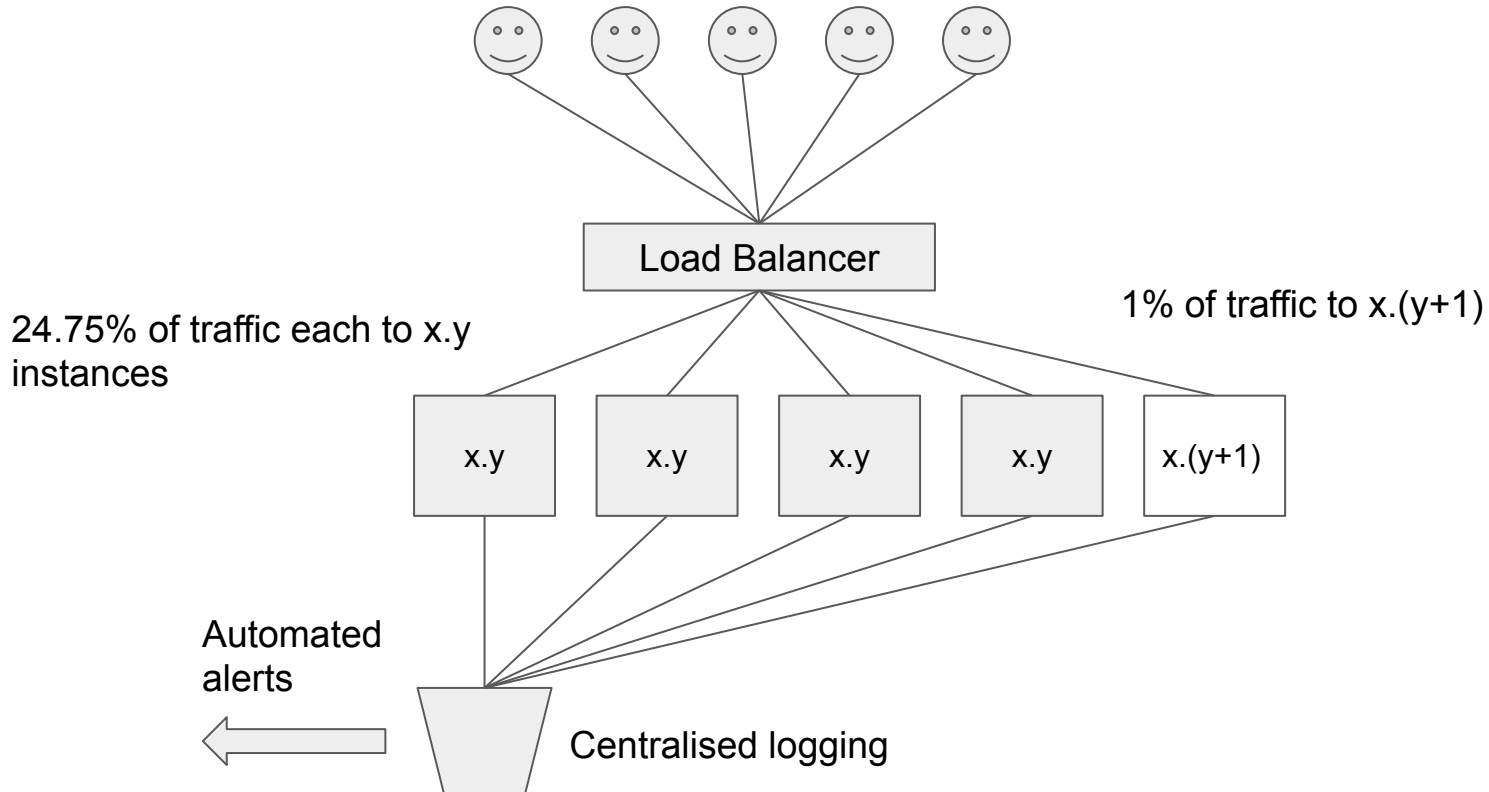 Load Balancer
24.75% of traffic each to x.y
instances
1% of traffic to x.(y+1)
x.y
x.y
x.y
x.y
x.(y+1)
Automated
alerts
Centralised logging